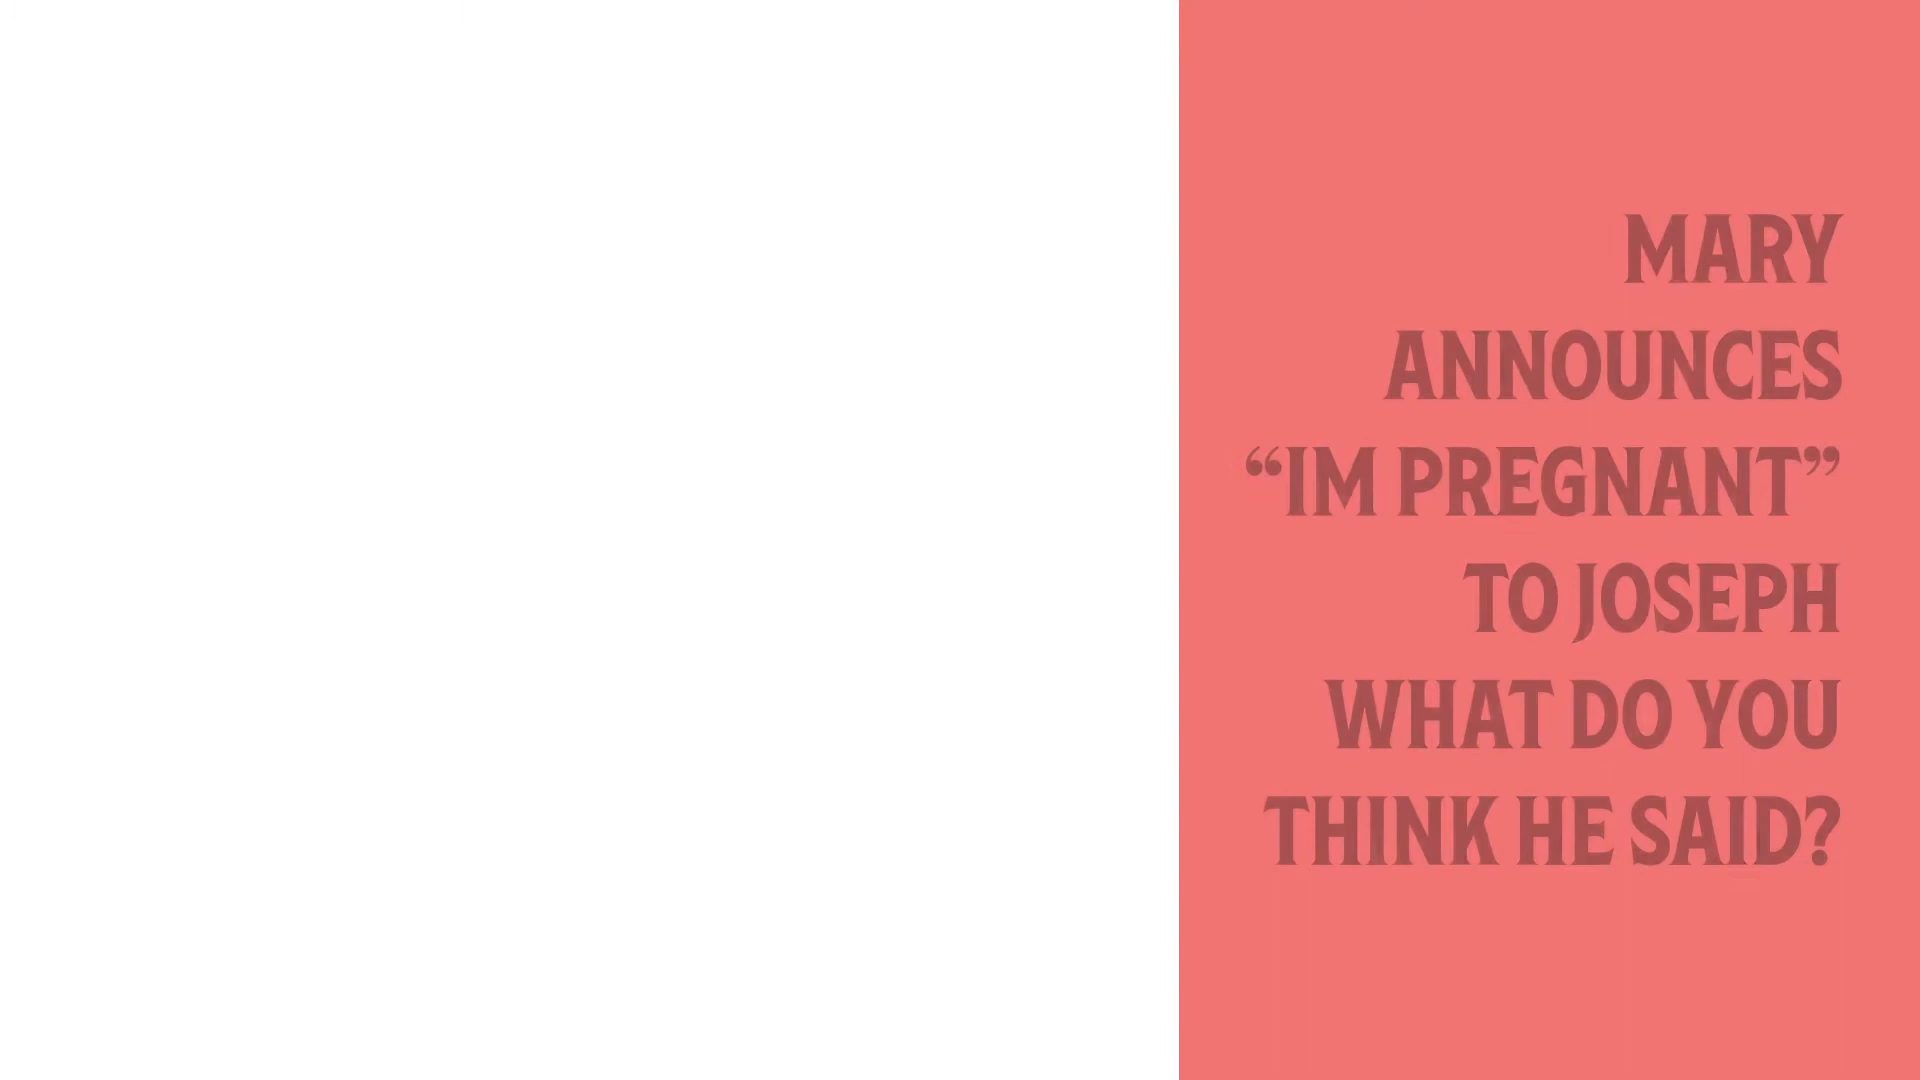 MARY
ANNOUNCES
“IM PREGNANT”
TO JOSEPH
WHAT DO YOU
THINK HE SAID?